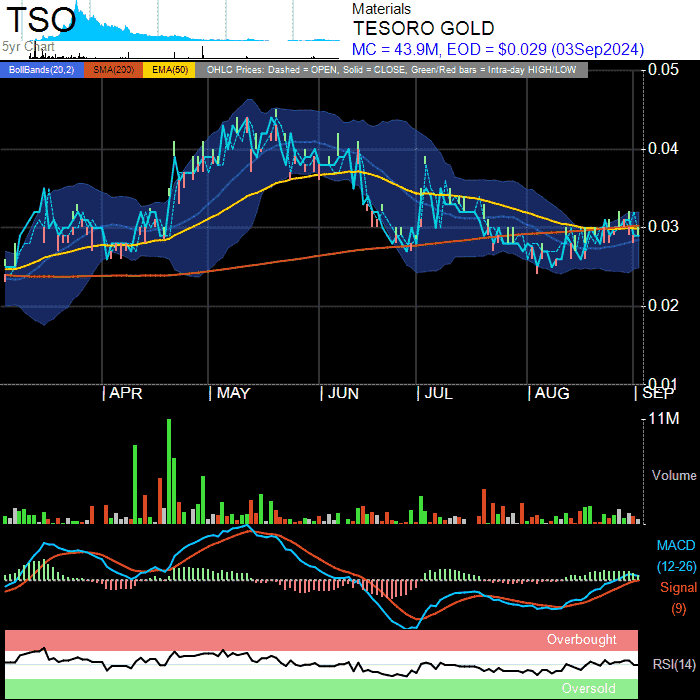 TSO
5yr Chart
Materials
TESORO GOLD
MC = 43.9M, EOD = $0.029 (03Sep2024)
BollBands(20,2) SMA(200) EMA(50) OHLC Prices: Dashed = OPEN, Solid = CLOSE, Green/Red bars = Intra-day HIGH/LOW
0.05
0.04
0.03
0.02
0.01
APR MAY JUN JUL AUG SEP
11M
Volume
MACD
(12-26)
Signal
(9)
Overbought
RSI(14)
Oversold